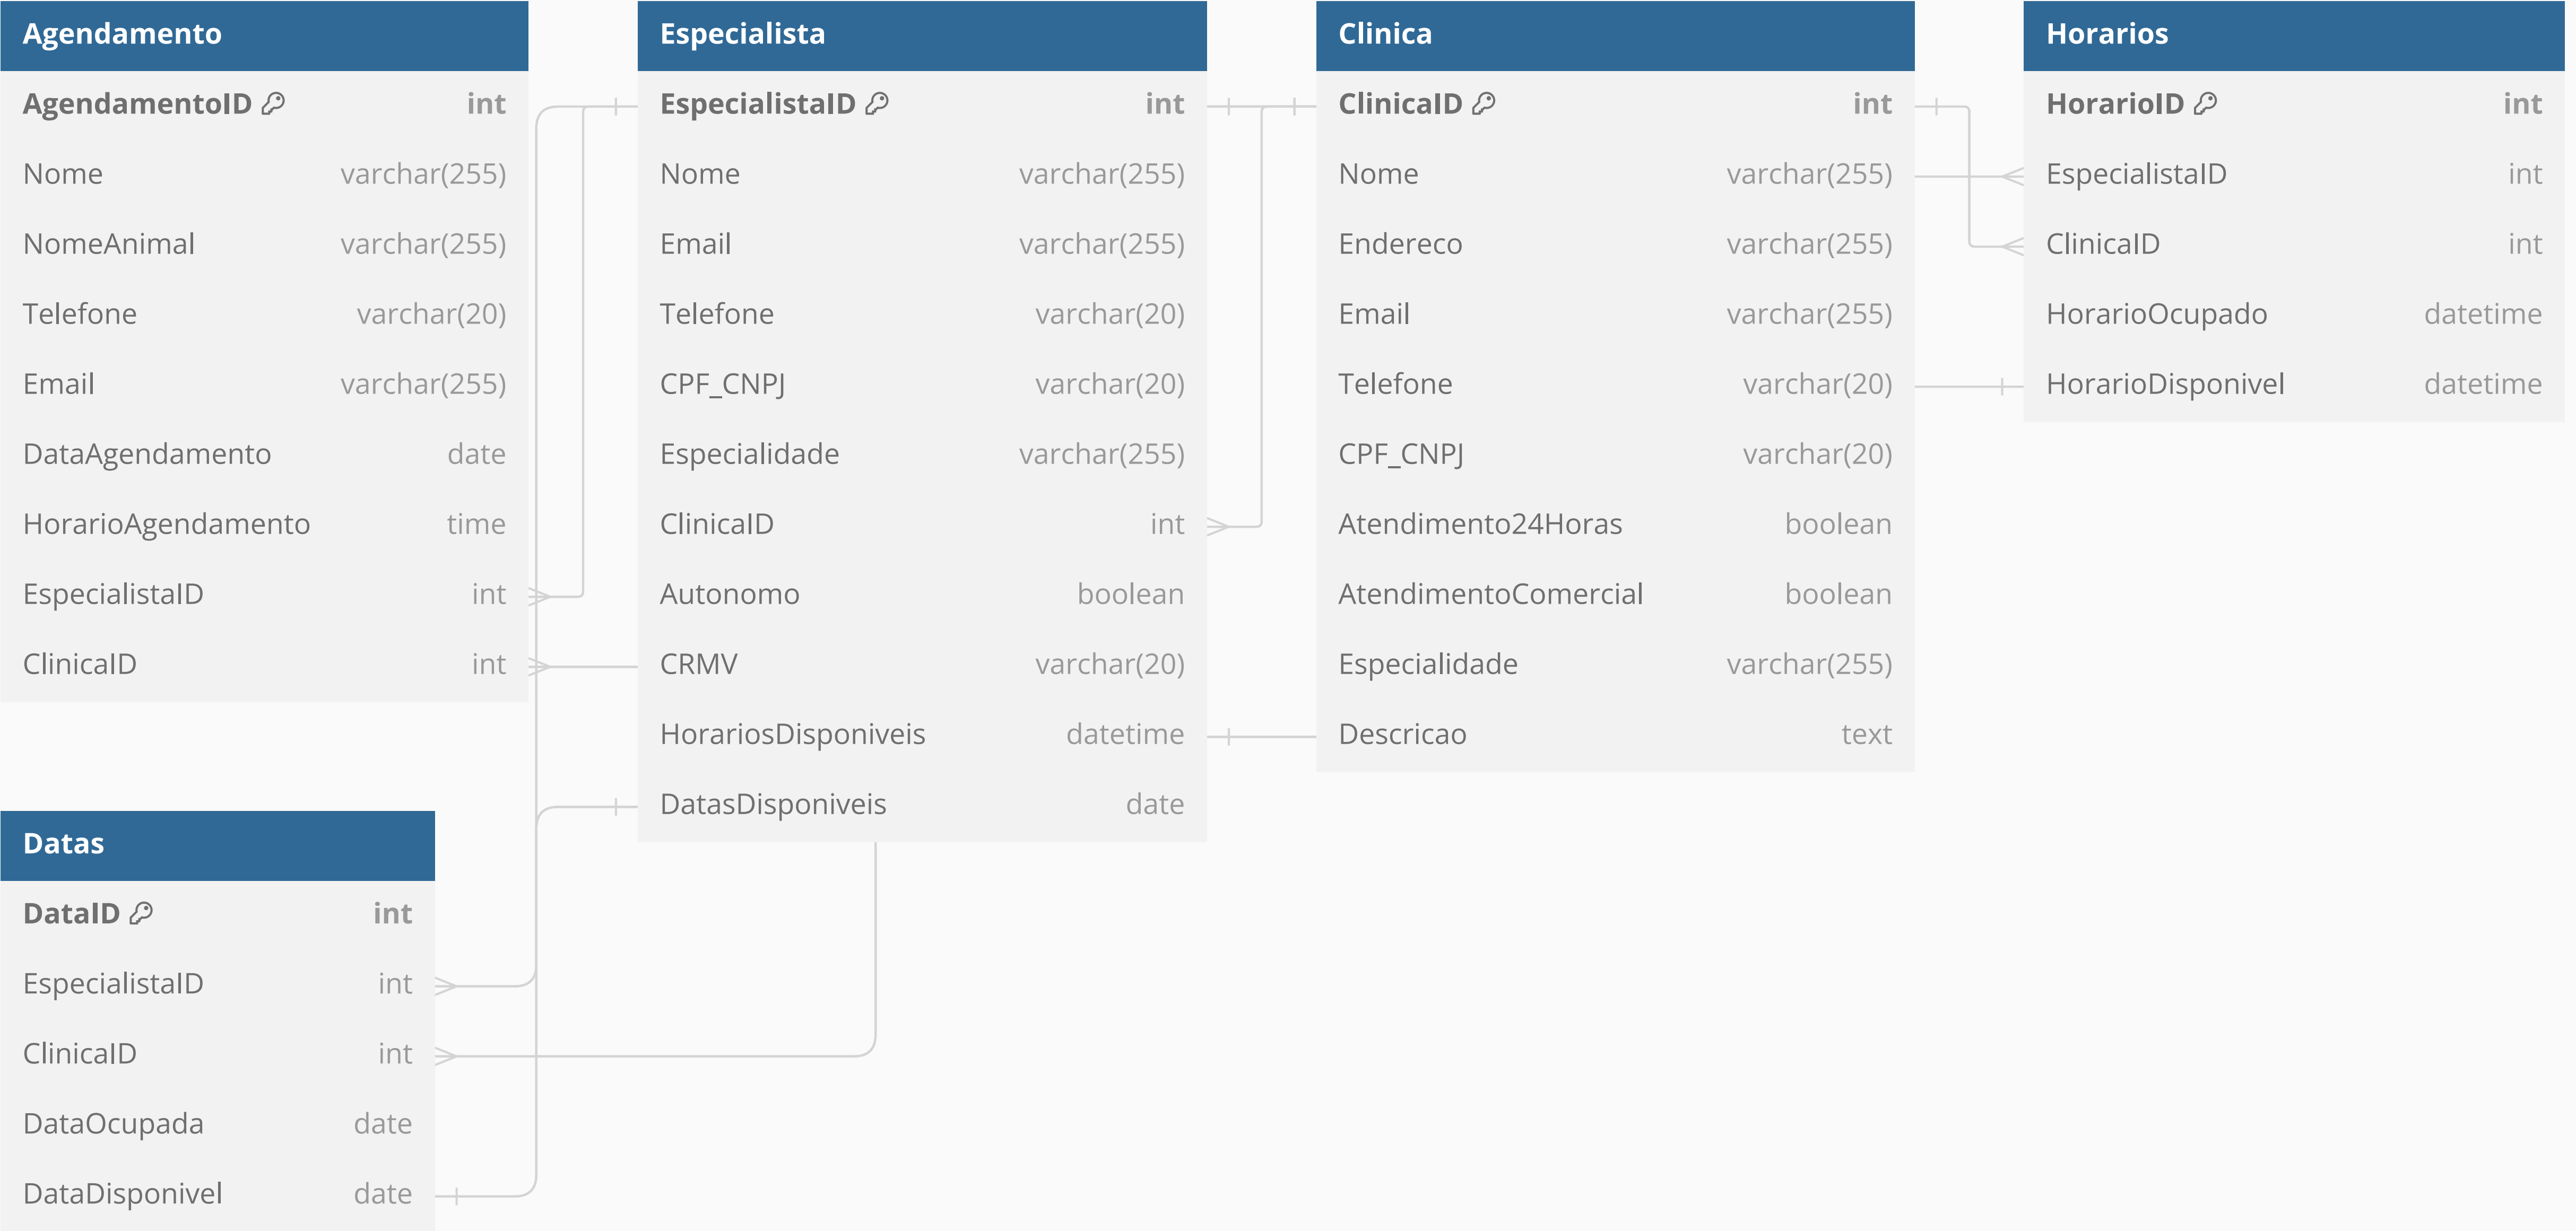 Agendamento
AgendamentoID int
Nome varchar(255)
NomeAnimal varchar(255)
Telefone varchar(20)
Email varchar(255)
DataAgendamento date
HorarioAgendamento time
EspecialistaID int
ClinicaID int
Especialista
EspecialistaID int
Nome varchar(255)
Email varchar(255)
Telefone varchar(20)
CPF_CNPJ varchar(20)
Especialidade varchar(255)
ClinicaID int
Autonomo boolean
CRMV varchar(20)
HorariosDisponiveis datetime
DatasDisponiveis date
Clinica
ClinicaID int
Nome varchar(255)
Endereco varchar(255)
Email varchar(255)
Telefone varchar(20)
CPF_CNPJ varchar(20)
Atendimento24Horas boolean
AtendimentoComercial boolean
Especialidade varchar(255)
Descricao text
Horarios
HorarioID int
EspecialistaID int
ClinicaID int
HorarioOcupado datetime
HorarioDisponivel datetime
Datas
DataID int
EspecialistaID int
ClinicaID int
DataOcupada date
DataDisponivel date